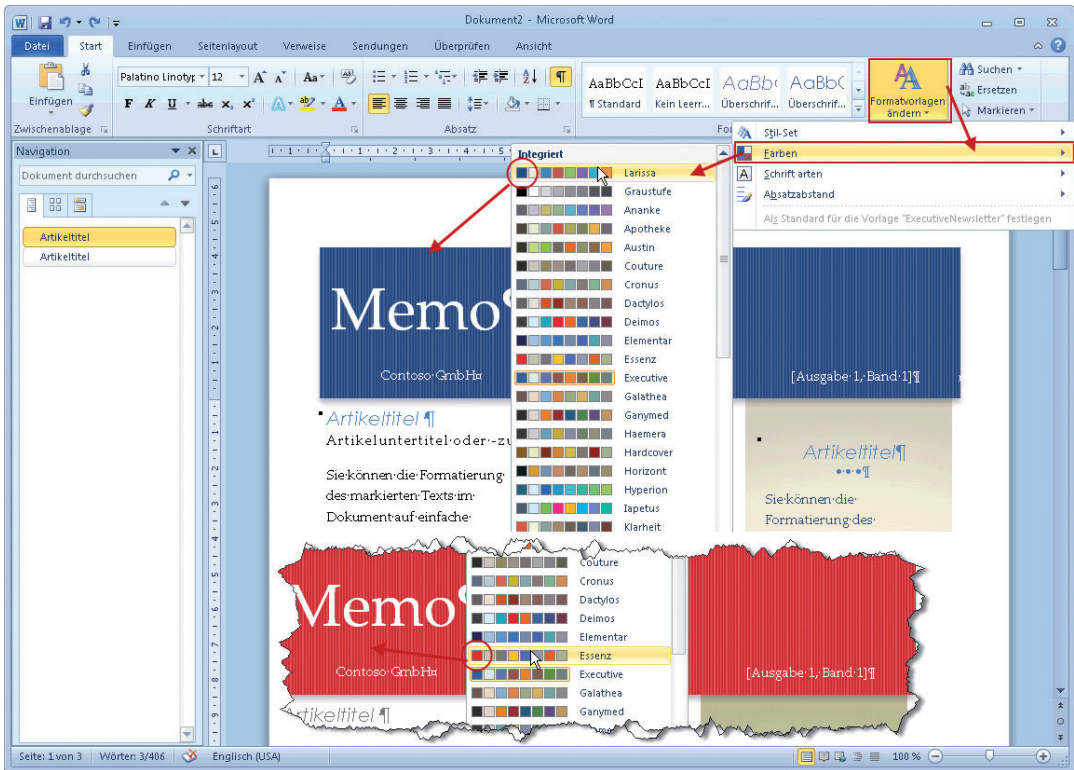 Dokument2 - Microsoft Word
Datei Start Einfügen Seitenlayout Verweise Sendungen Überprüfen Ansicht
Einfügen
Zwischenablage
Palatino Linotyp 12
F K U abc x₂ x²
Schriftart
Absatz
AaBbCcI AaBbCcI AaBb AaBbC
¶ Standard Kein Leerr... Überschrif... Überschrif...
Formatvorlagen
ändern
Suchen
Ersetzen
Markieren
Stil-Set
Farben
Schriftarten
Absatzabstand
Als Standard für die Vorlage "ExecutiveNewsletter" festlegen
Navigation
Dokument durchsuchen
Artikeltitel
Artikeltitel
Integriert
Larissa
Graustufe
Ananke
Apotheke
Austin
Couture
Cronus
Dactylos
Deimos
Elementar
Essenz
Executive
Galathea
Ganymed
Haemera
Hardcover
Horizont
Hyperion
Iapetus
Klarheit
Memo¶
Contoso·GmbH¤
[Ausgabe·1,·Band·1]¶
Artikeltitel ¶
Artikeluntertitel·oder·-zu
Sie·können·die·Formatierung·
des·markierten·Texts·im·
Dokument·auf·einfache·
Artikeltitel¶
Sie·können·die·
Formatierung·des·
Couture
Cronus
Dactylos
Deimos
Elementar
Essenz
Executive
Galathea
Ganymed
Memo¶
Contoso·GmbH¤
[Ausgabe·1,·Band·1]¶
Artikeltitel ¶
Seite: 1 von 3 Wörter: 3/406 Englisch (USA) 100 %